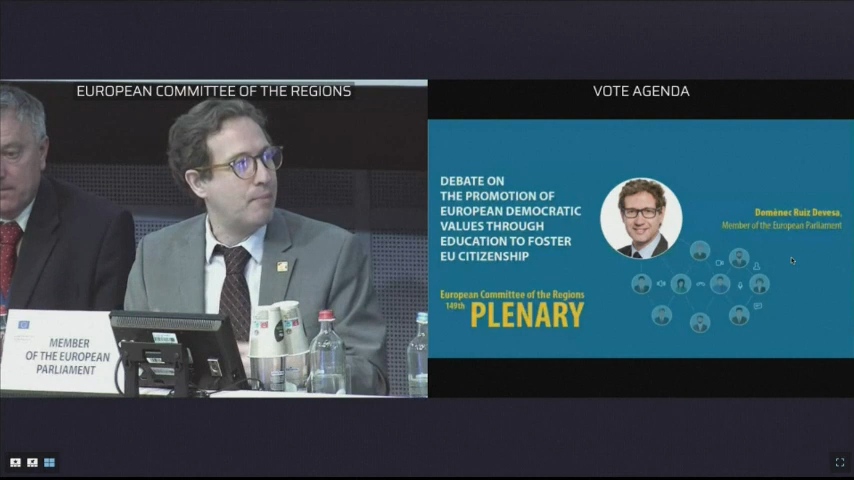 EUROPEAN COMMITTEE OF THE REGIONS
MEMBER
OF THE EUROPEAN
PARLIAMENT
VOTE AGENDA
DEBATE ON
THE PROMOTION OF
EUROPEAN DEMOCRATIC
VALUES THROUGH
EDUCATION TO FOSTER
EU CITIZENSHIP
Domènec Ruiz Devesa,
Member of the European Parliament
European Committee of the Regions
149th PLENARY